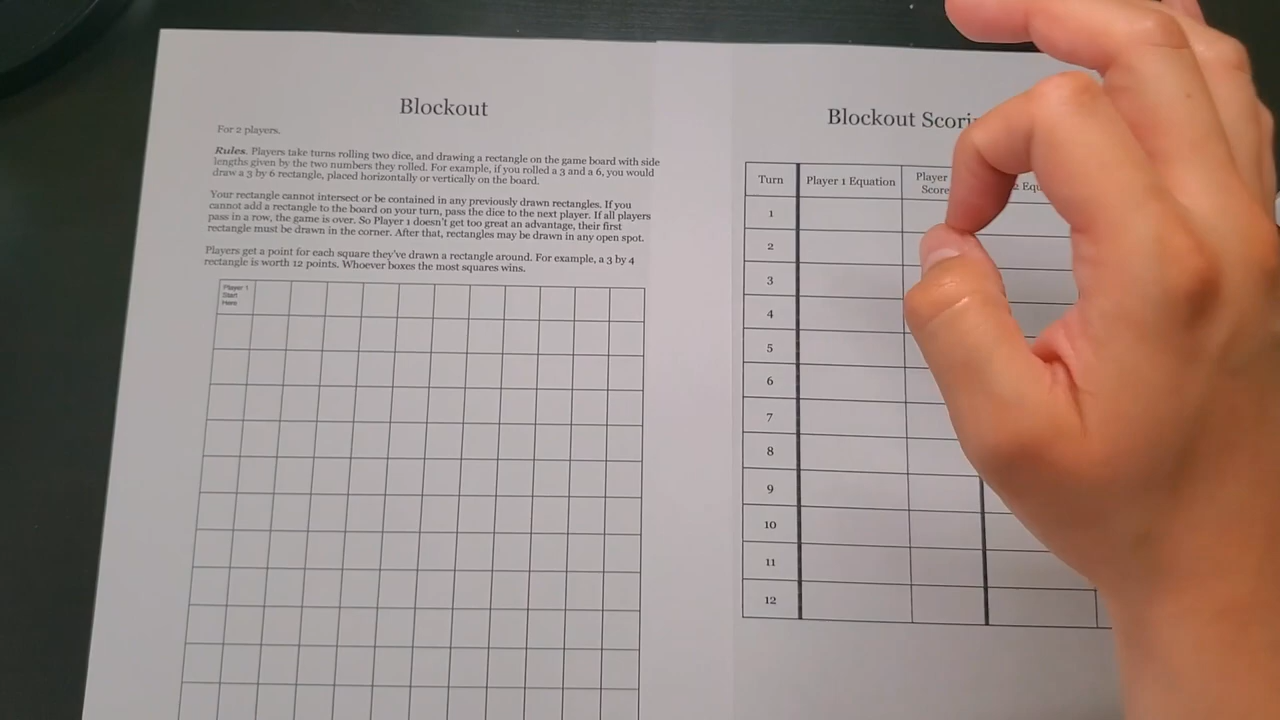 Blockout
For 2 players.
Rules. Players take turns rolling two dice, and drawing a rectangle on the game board with side
lengths given by the two numbers they rolled. For example, if you rolled a 3 and a 6, you would
draw a 3 by 6 rectangle, placed horizontally or vertically on the board.
Your rectangle cannot intersect or be contained in any previously drawn rectangles. If you
cannot add a rectangle to the board on your turn, pass the dice to the next player. If all players
pass in a row, the game is over. So Player 1 doesn't get too great an advantage, their first
rectangle must be drawn in the corner. After that, rectangles may be drawn in any open spot.
Players get a point for each square they've drawn a rectangle around. For example, a 3 by 4
rectangle is worth 12 points. Whoever boxes the most squares wins.
Player 1
Start
Here
Blockout
Turn
Player 1 Equation
Player
Score
2
1
2
3
4
5
6
7
8
9
10
11
12